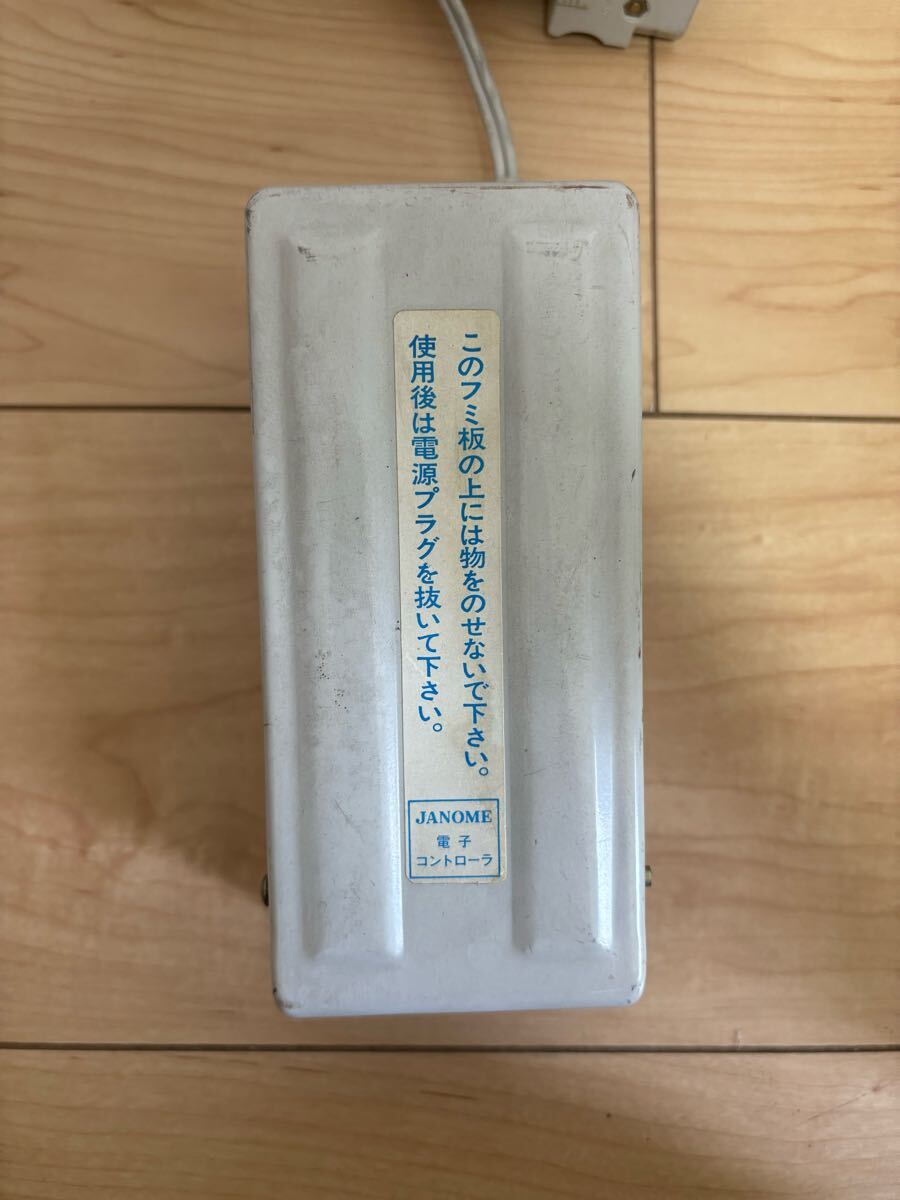 このフミ板の上には物をのせないで下さい。
使用後は電源プラグを抜いて下さい。
JANOME
電子
コントローラ